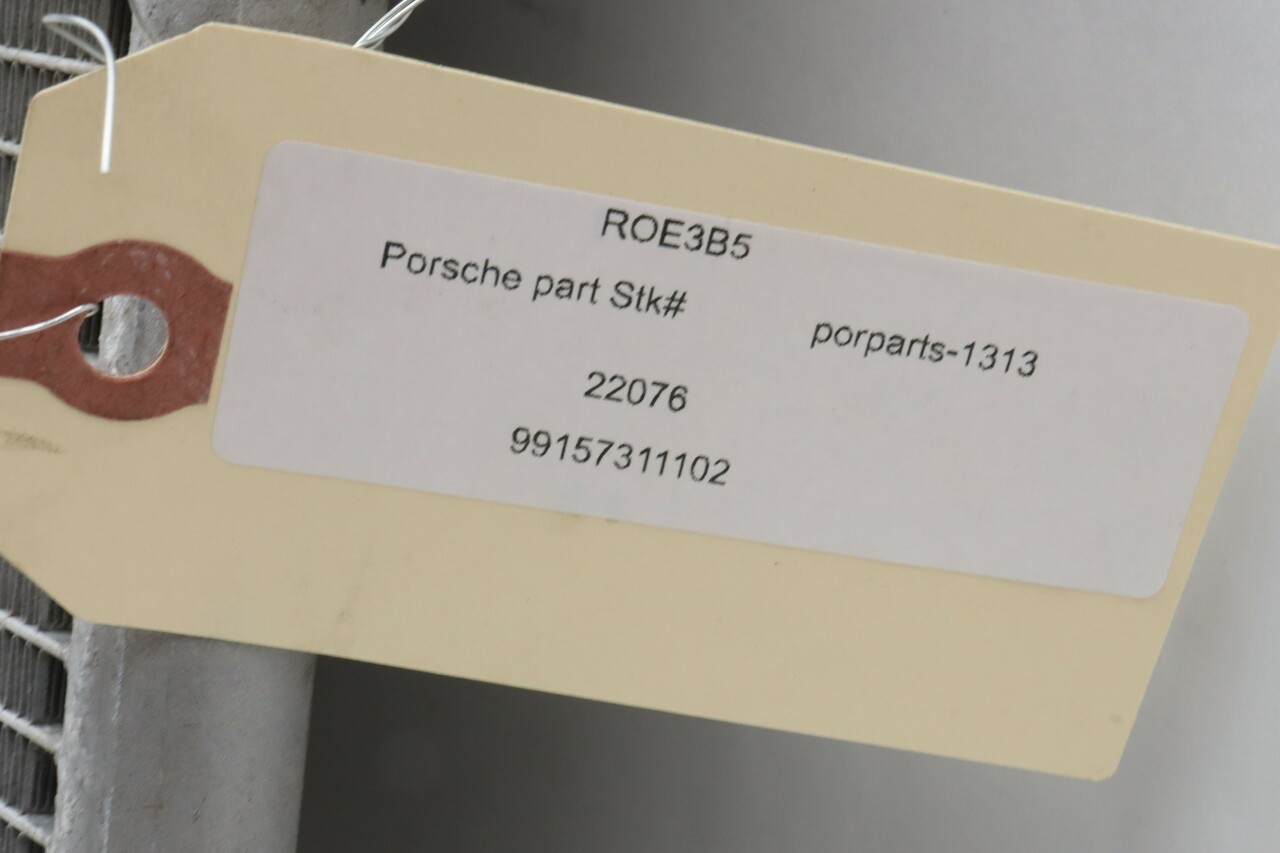 ROE3B5
Porsche part Stk#
porparts-1313
22076
99157311102